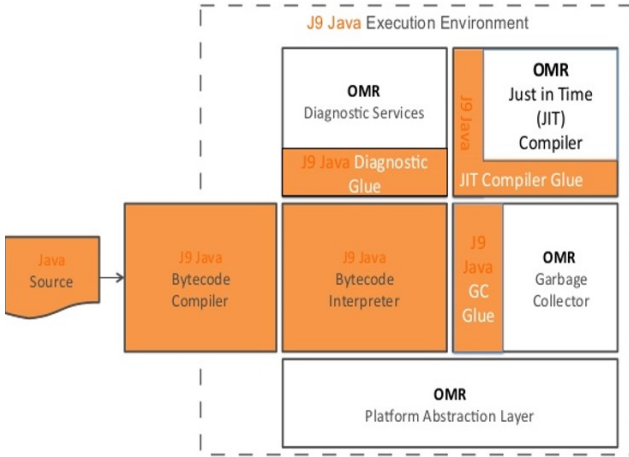 J9 Java Execution Environment
OMR
Diagnostic Services
J9 Java Diagnostic
Glue
J9 Java
OMR
Just in Time
(JIT)
Compiler
JIT Compiler Glue
Java
Source
J9 Java
Bytecode
Compiler
J9 Java
Bytecode
Interpreter
J9
Java
GC
Glue
OMR
Garbage
Collector
OMR
Platform Abstraction Layer